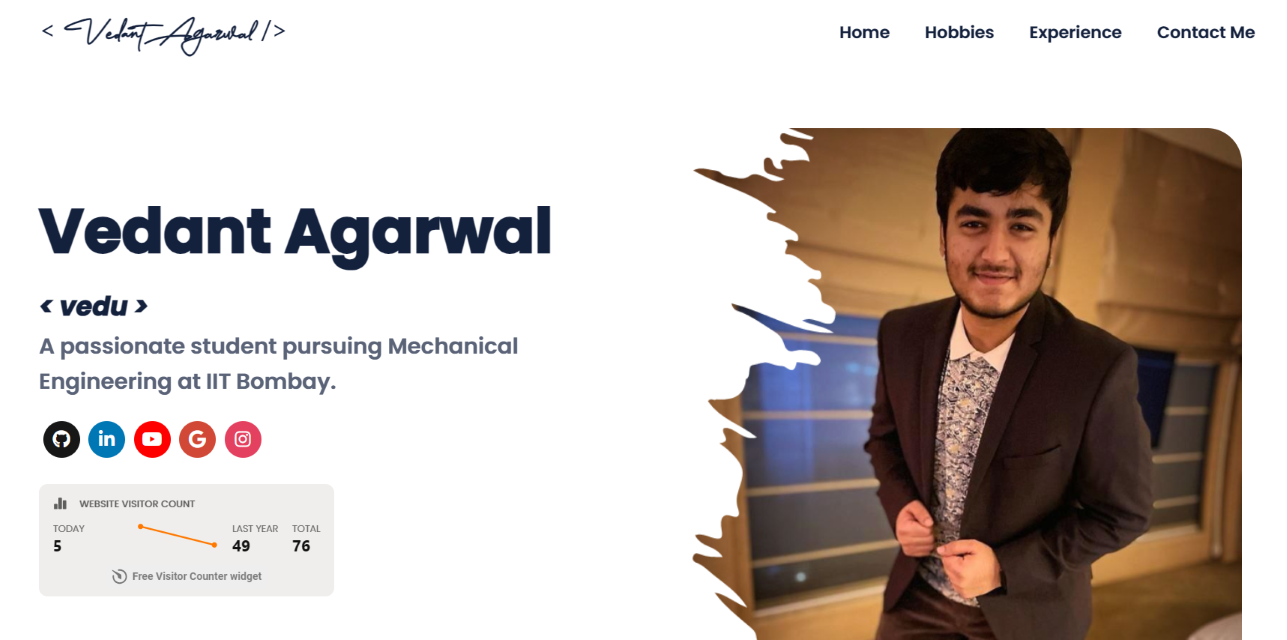 < Vedant Agarwal />
Home Hobbies Experience Contact Me
Vedant Agarwal
< vedu >
A passionate student pursuing Mechanical
Engineering at IIT Bombay.
in
G
WEBSITE VISITOR COUNT
TODAY LAST YEAR TOTAL
5 49 76
Free Visitor Counter widget